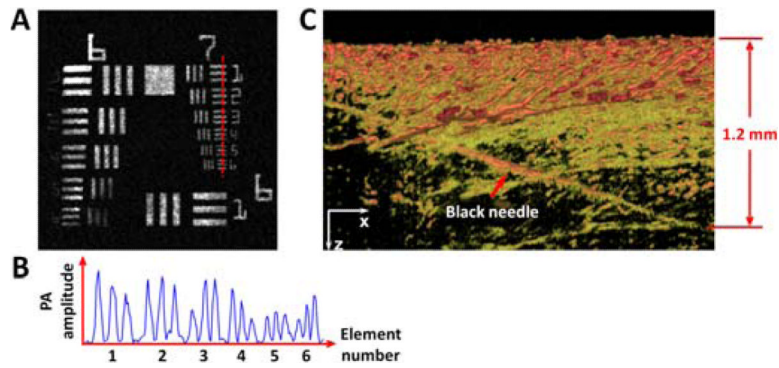 A
6 7
1
2
3
4
5
6
6
1
C
1.2 mm
Black needle
x
z
B
PA
amplitude
1 2 3 4 5 6
Element
number